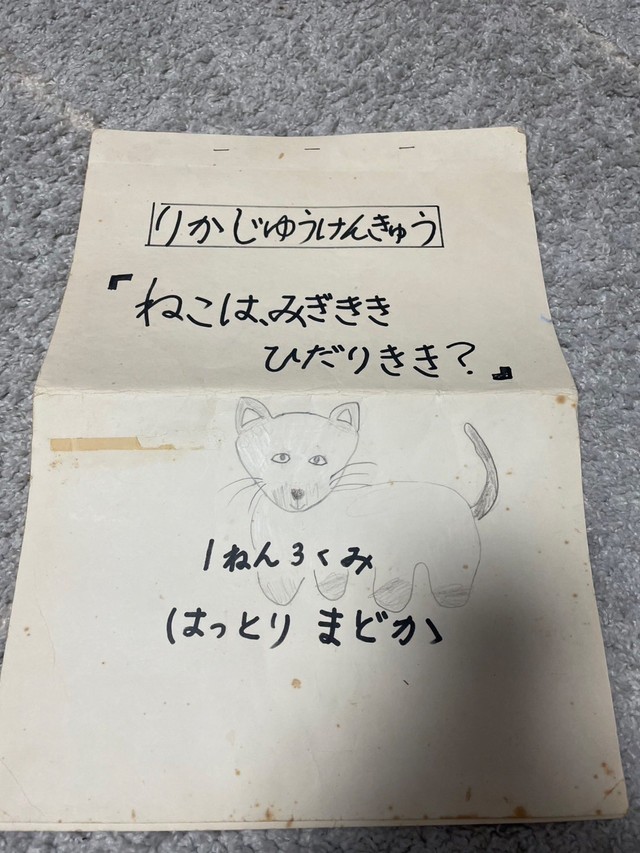 りかじゆうけんきゅう
『ねこは、みぎきき
ひだりきき?』
1ねん3くみ
はっとり まどか